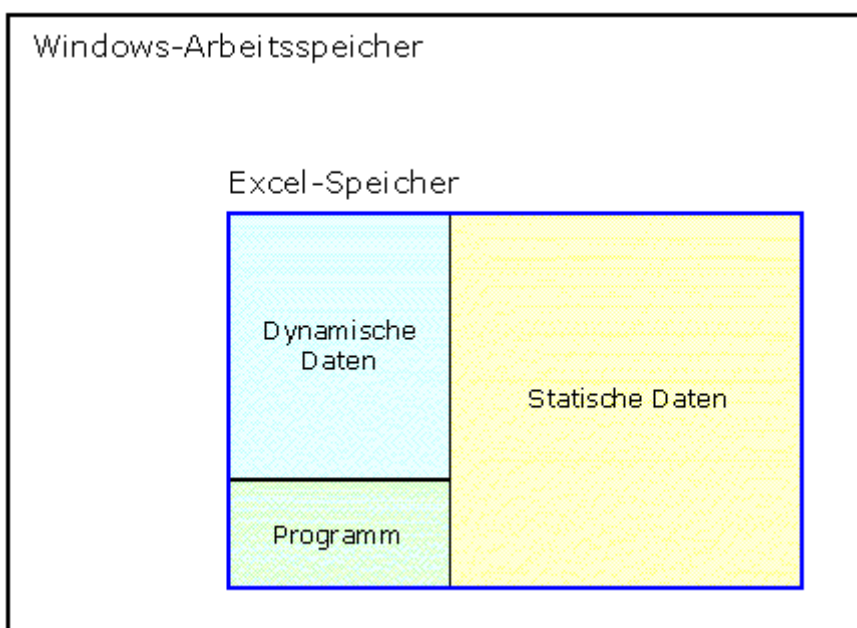 Windows-Arbeitsspeicher
Excel-Speicher
Dynamische
Daten
Statische Daten
Programm